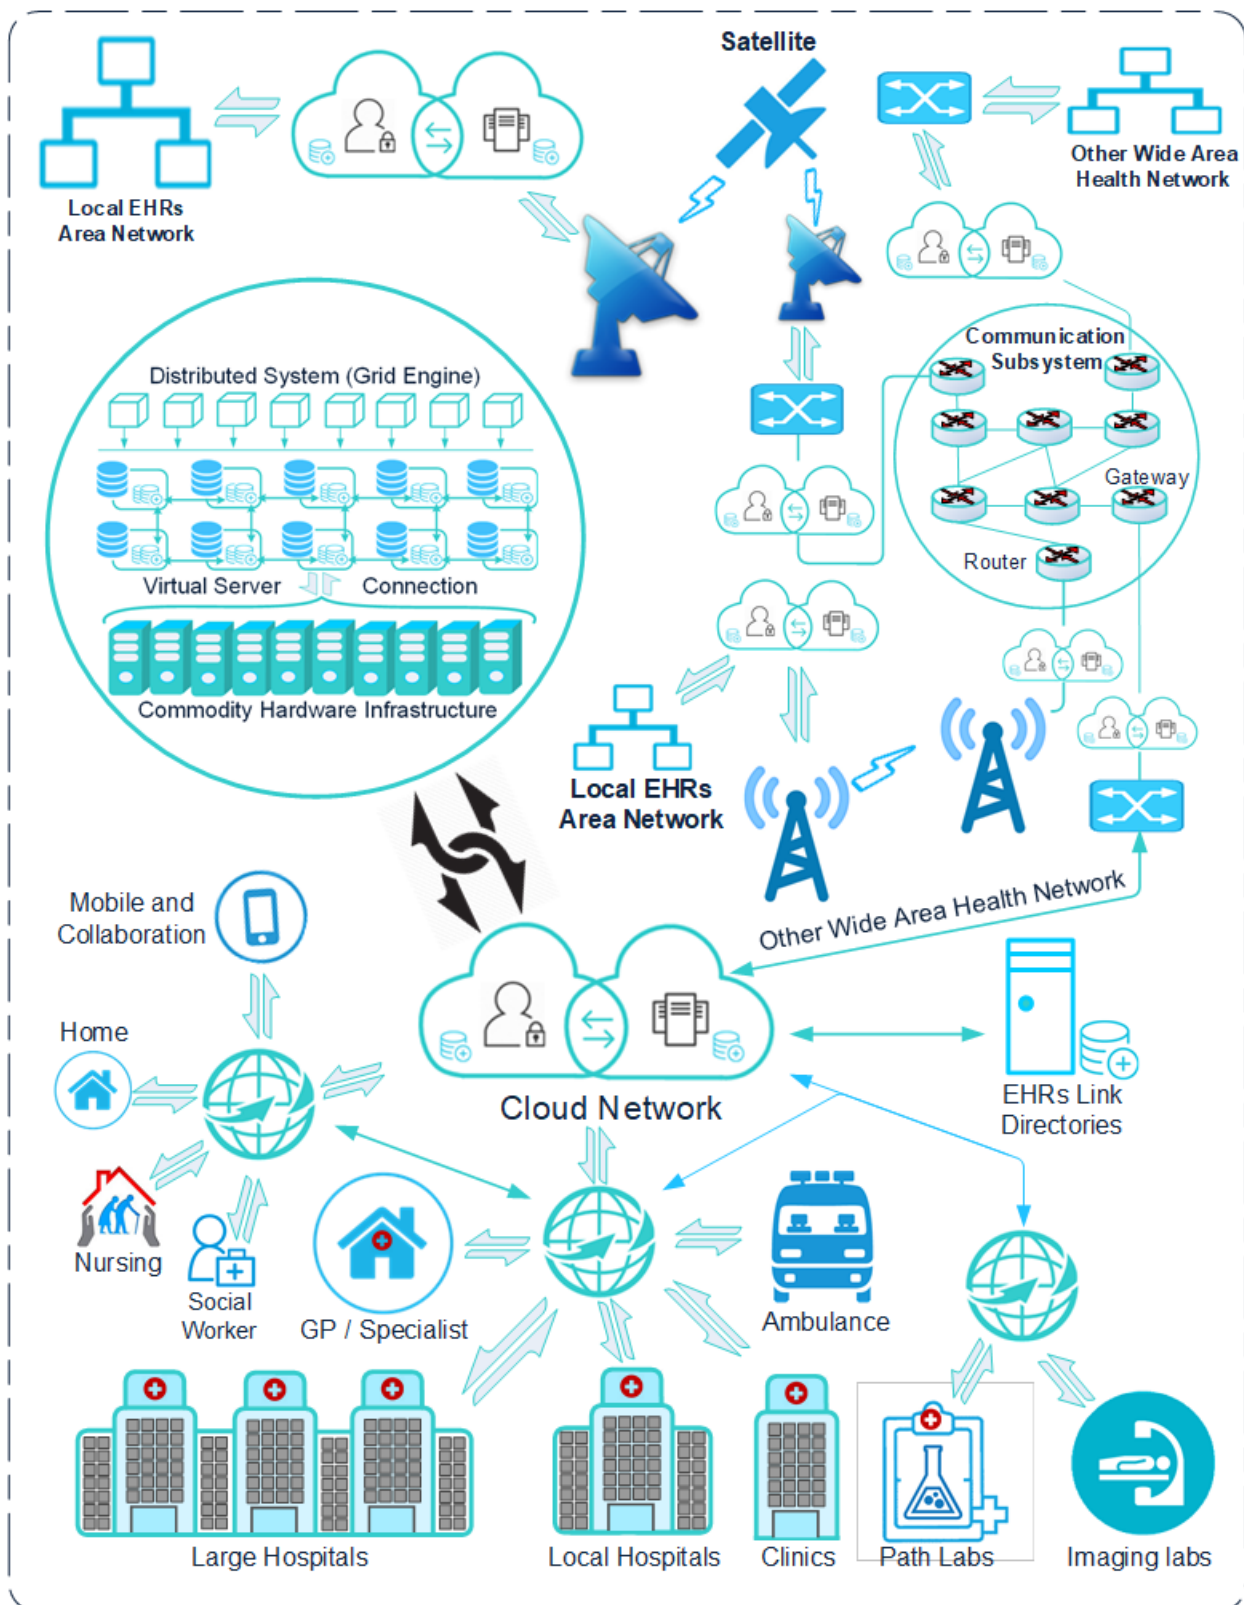 Satellite
Other Wide Area
Health Network
Local EHRs
Area Network
Communication
Subsystem
Distributed System (Grid Engine)
Gateway
Router
Virtual Server
Connection
Commodity Hardware Infrastructure
Local EHRs
Area Network
Other Wide Area Health Network
Mobile and
Collaboration
Home
Cloud Network
EHRs Link
Directories
Nursing
Social
Worker
GP / Specialist
Ambulance
Large Hospitals
Local Hospitals
Clinics
Path Labs
Imaging labs